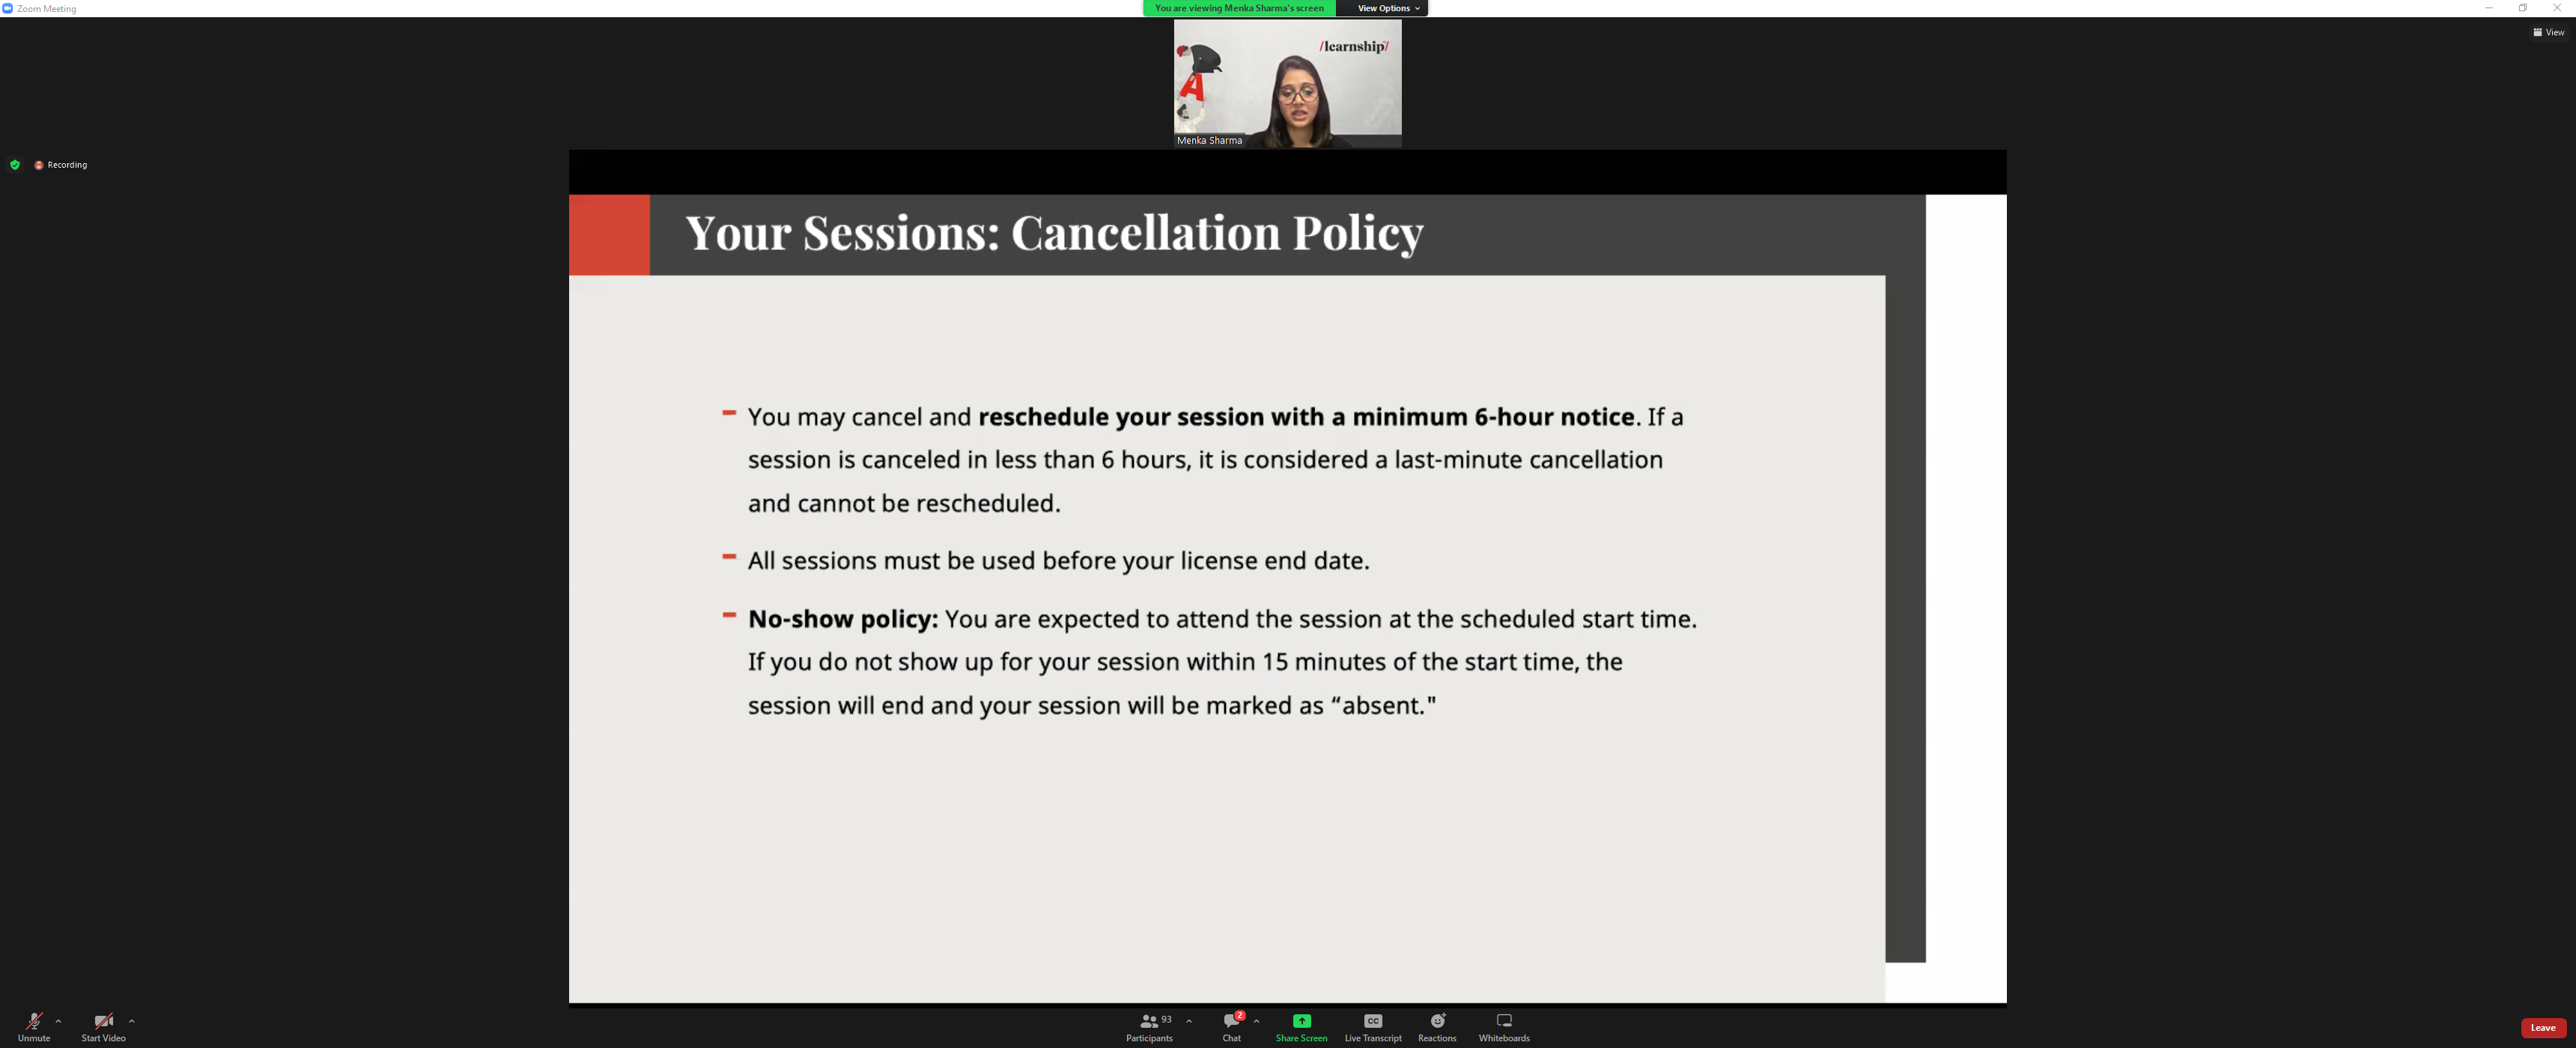 Zoom Meeting
You are viewing Menka Sharma's screen
View Options
View
/learnship/
A
Menka Sharma
Recording
Your Sessions: Cancellation Policy
You may cancel and reschedule your session with a minimum 6-hour notice. If a
session is canceled in less than 6 hours, it is considered a last-minute cancellation
and cannot be rescheduled.
All sessions must be used before your license end date.
No-show policy: You are expected to attend the session at the scheduled start time.
If you do not show up for your session within 15 minutes of the start time, the
session will end and your session will be marked as “absent."
93
2
CC
Unmute
Start Video
Participants
Chat
Share Screen
Live Transcript
Reactions
Whiteboards
Leave